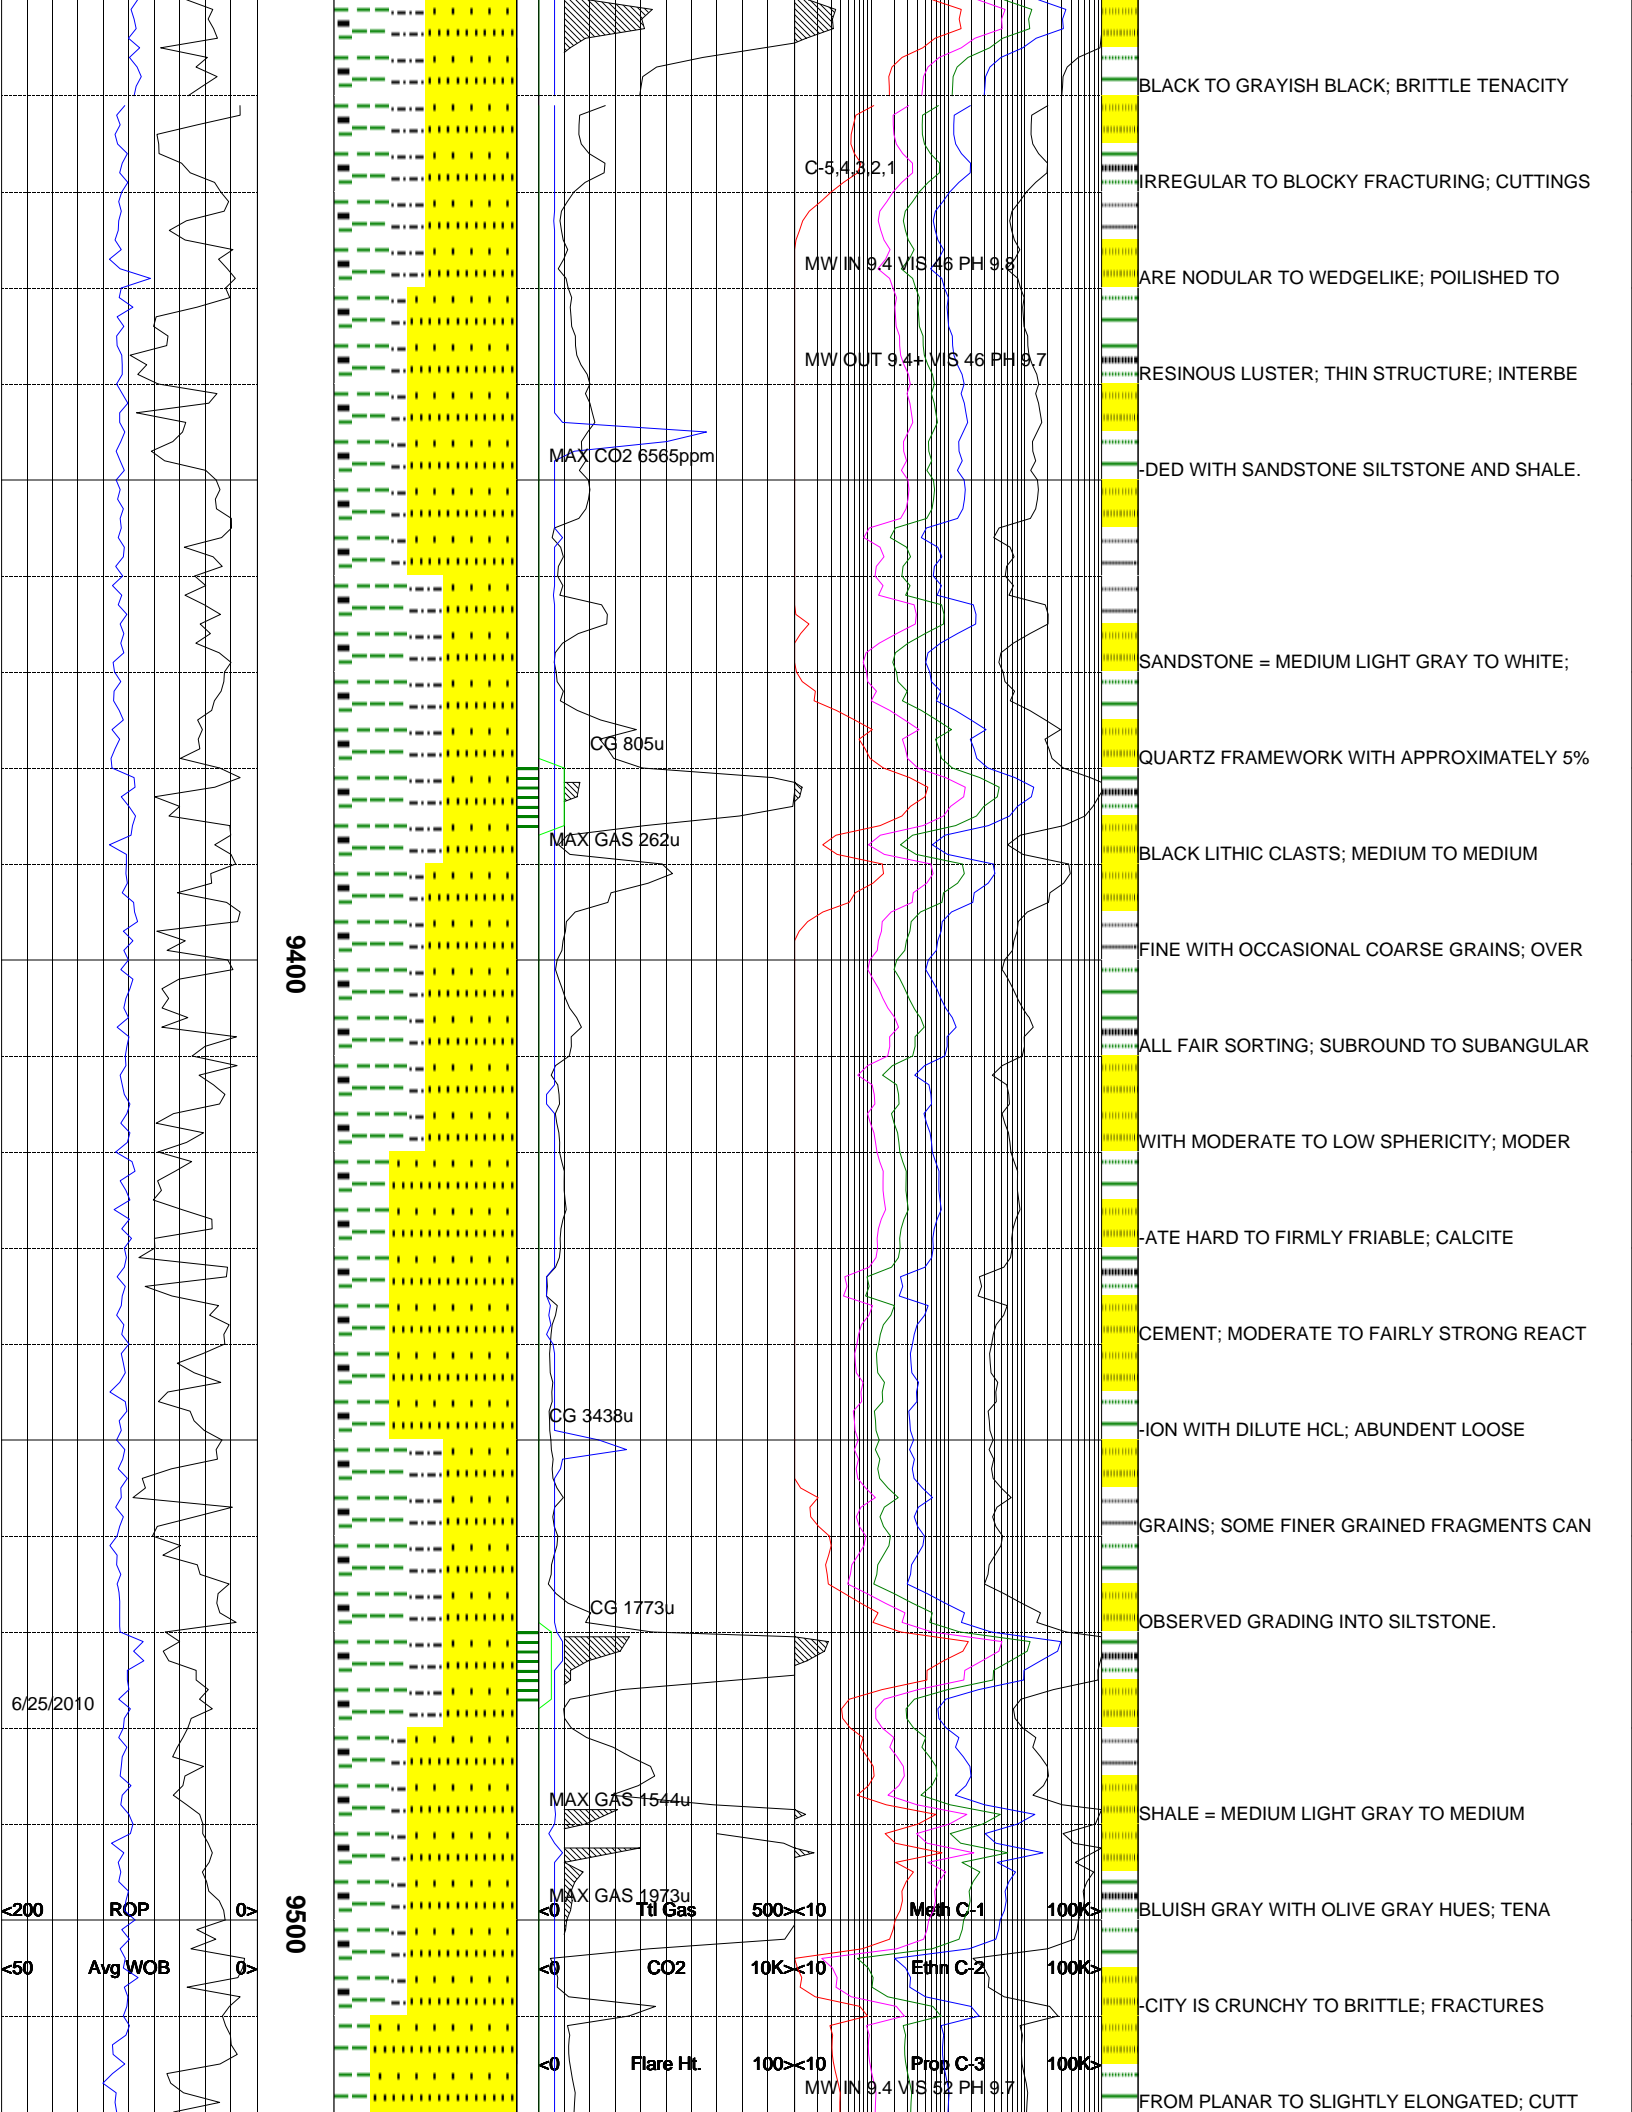 BLACK TO GRAYISH BLACK; BRITTLE TENACITY
C-5,4,3,2,1
IRREGULAR TO BLOCKY FRACTURING; CUTTINGS
MW IN 9.4 VIS 46 PH 9.8
ARE NODULAR TO WEDGELIKE; POILISHED TO
MW OUT 9.4+ VIS 46 PH 9.7
RESINOUS LUSTER; THIN STRUCTURE; INTERBE
MAX CO2 6565ppm
-DED WITH SANDSTONE SILTSTONE AND SHALE.
SANDSTONE = MEDIUM LIGHT GRAY TO WHITE;
CG 805u
QUARTZ FRAMEWORK WITH APPROXIMATELY 5%
MAX GAS 262u
BLACK LITHIC CLASTS; MEDIUM TO MEDIUM
9400
FINE WITH OCCASIONAL COARSE GRAINS; OVER
ALL FAIR SORTING; SUBROUND TO SUBANGULAR
WITH MODERATE TO LOW SPHERICITY; MODER
-ATE HARD TO FIRMLY FRIABLE; CALCITE
CEMENT; MODERATE TO FAIRLY STRONG REACT
CG 3438u
-ION WITH DILUTE HCL; ABUNDENT LOOSE
GRAINS; SOME FINER GRAINED FRAGMENTS CAN
CG 1773u
OBSERVED GRADING INTO SILTSTONE.
6/25/2010
MAX GAS 1544u
SHALE = MEDIUM LIGHT GRAY TO MEDIUM
MAX GAS 1973u
<200 ROP 0> 9500 <0 Ttl Gas 500> <10 Meth C-1 100K>
BLUISH GRAY WITH OLIVE GRAY HUES; TENA
<50 Avg WOB 0> <0 CO2 10K> <10 Ethn C-2 100K>
-CITY IS CRUNCHY TO BRITTLE; FRACTURES
<0 Flare Ht. 100> <10 Prop C-3 100K>
MW IN 9.4 VIS 52 PH 9.7
FROM PLANAR TO SLIGHTLY ELONGATED; CUTT